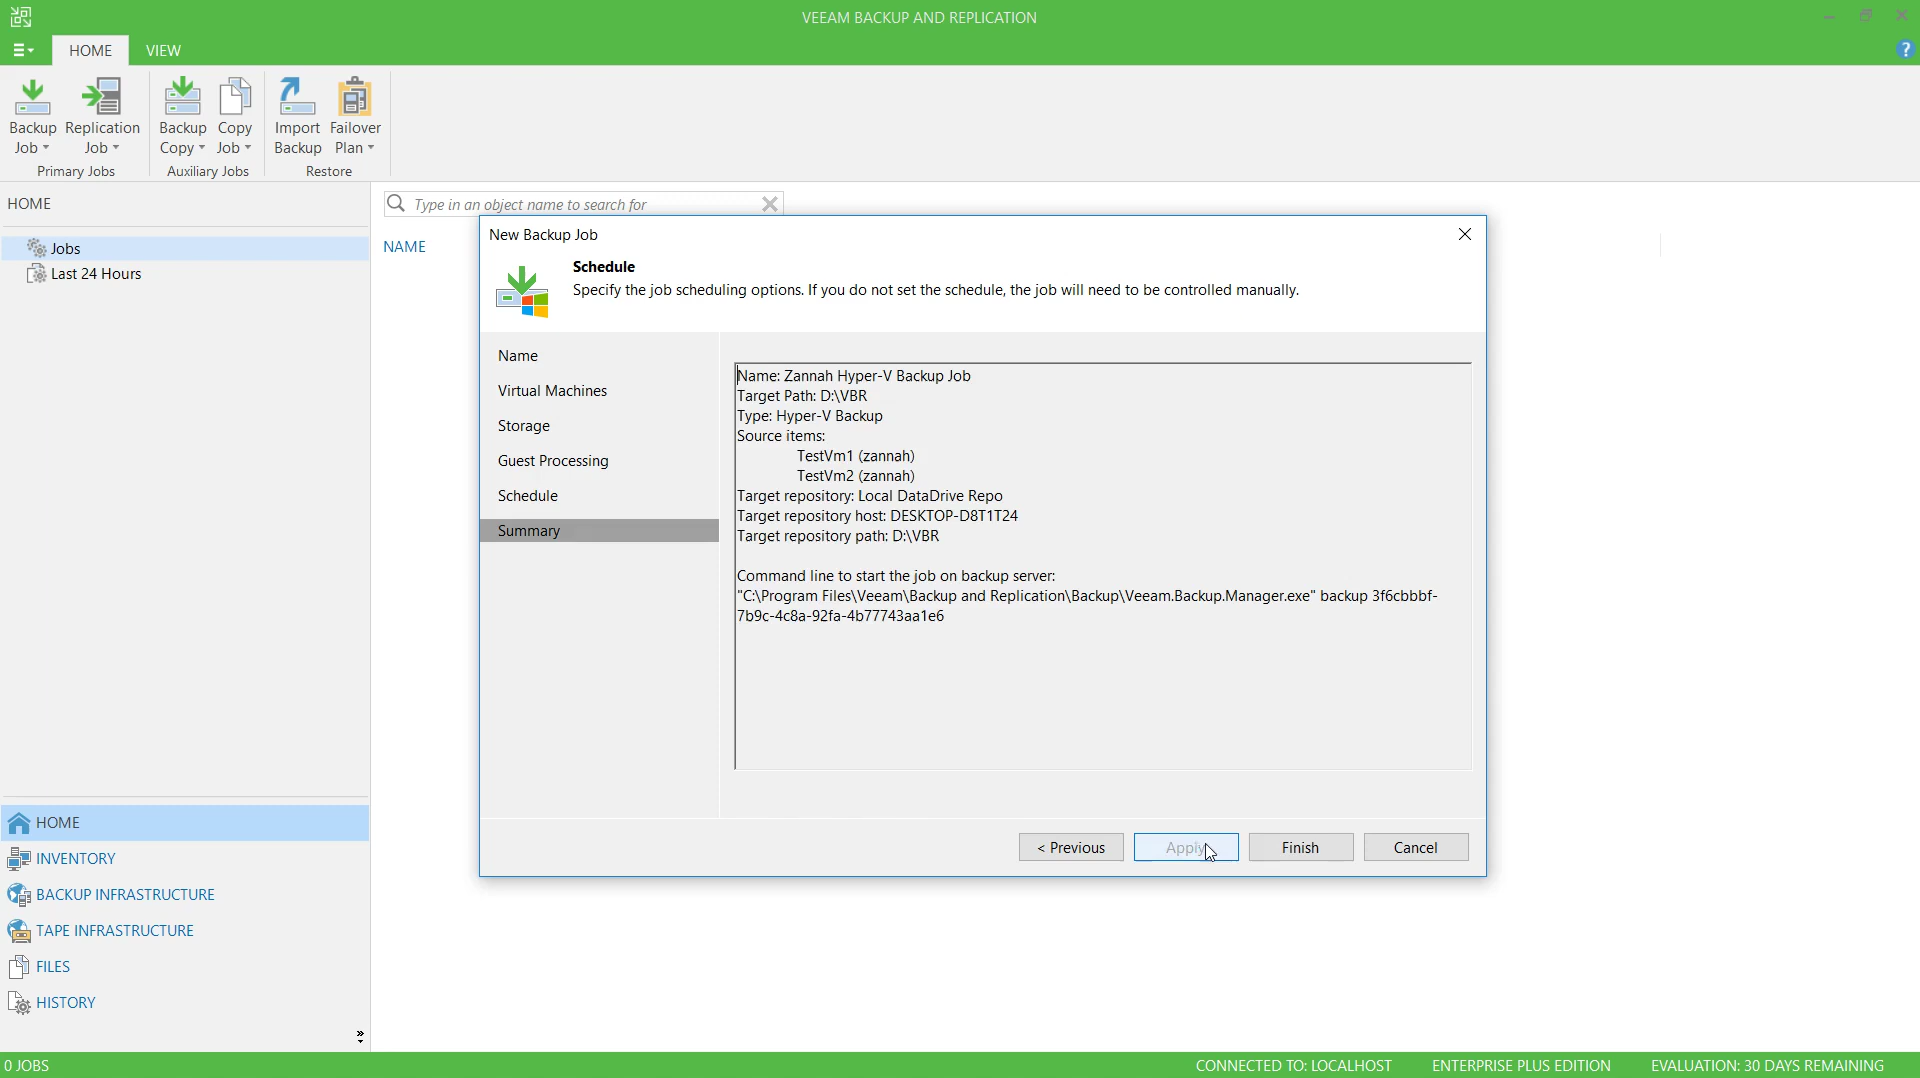 VEEAM BACKUP AND REPLICATION
HOME VIEW
?
Backup Job
Replication Job
Backup Copy
Copy Job
Import Backup
Failover Plan
Primary Jobs
Auxiliary Jobs
Restore
HOME
Jobs
Last 24 Hours
Type in an object name to search for
NAME
New Backup Job
Schedule
Specify the job scheduling options. If you do not set the schedule, the job will need to be controlled manually.
Name
Virtual Machines
Storage
Guest Processing
Schedule
Summary
Name: Zannah Hyper-V Backup Job
Target Path: D:\VBR
Type: Hyper-V Backup
Source items:
TestVm1 (zannah)
TestVm2 (zannah)
Target repository: Local DataDrive Repo
Target repository host: DESKTOP-D8T1T24
Target repository path: D:\VBR
Command line to start the job on backup server:
"C:\Program Files\Veeam\Backup and Replication\Backup\Veeam.Backup.Manager.exe" backup 3f6cbbbf-
7b9c-4c8a-92fa-4b77743aa1e6
< Previous Apply Finish Cancel
HOME
INVENTORY
BACKUP INFRASTRUCTURE
TAPE INFRASTRUCTURE
FILES
HISTORY
»
0 JOBS
CONNECTED TO: LOCALHOST
ENTERPRISE PLUS EDITION
EVALUATION: 30 DAYS REMAINING